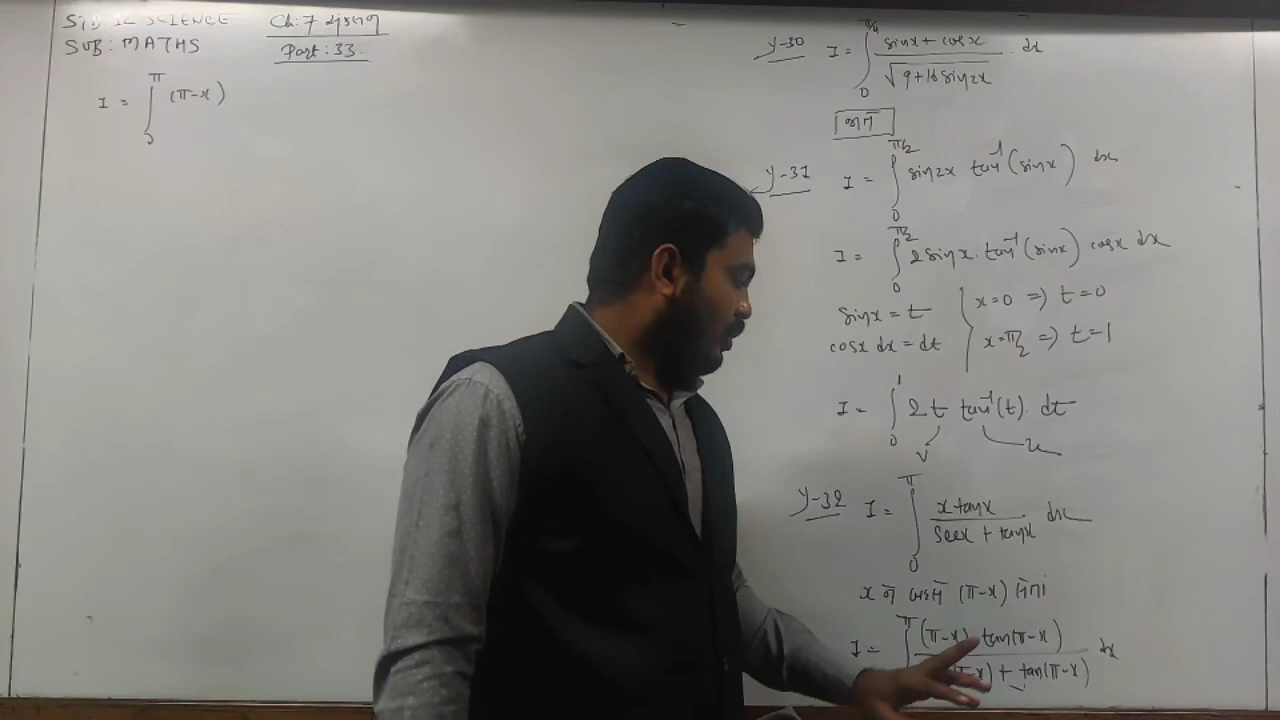 STD 12 SCIENCE
SUB: MATHS
Ch: 7
Part: 33.
I = ∫₀^π (π-x)
y-30 I = ∫₀^(π/4) (sinx + cosx)/√(9+16sin2x) . dx
જાતે
y-31 I = ∫₀^(π/2) sin2x tan⁻¹(sinx) dx
I = ∫₀^(π/2) 2sinx. tan⁻¹(sinx) cosx dx
sinx = t
cosx dx = dt
x=0 ⇒ t=0
x=π/2 ⇒ t=1
I = ∫₀^1 2t tan⁻¹(t). dt
v u
y-32 I = ∫₀^π (x tanx)/(secx + tanx) dx
x ને બદલે (π-x) લેતાં
I = ∫^π (π-x) tan(π-x) / (π-x) + tan(π-x) dx